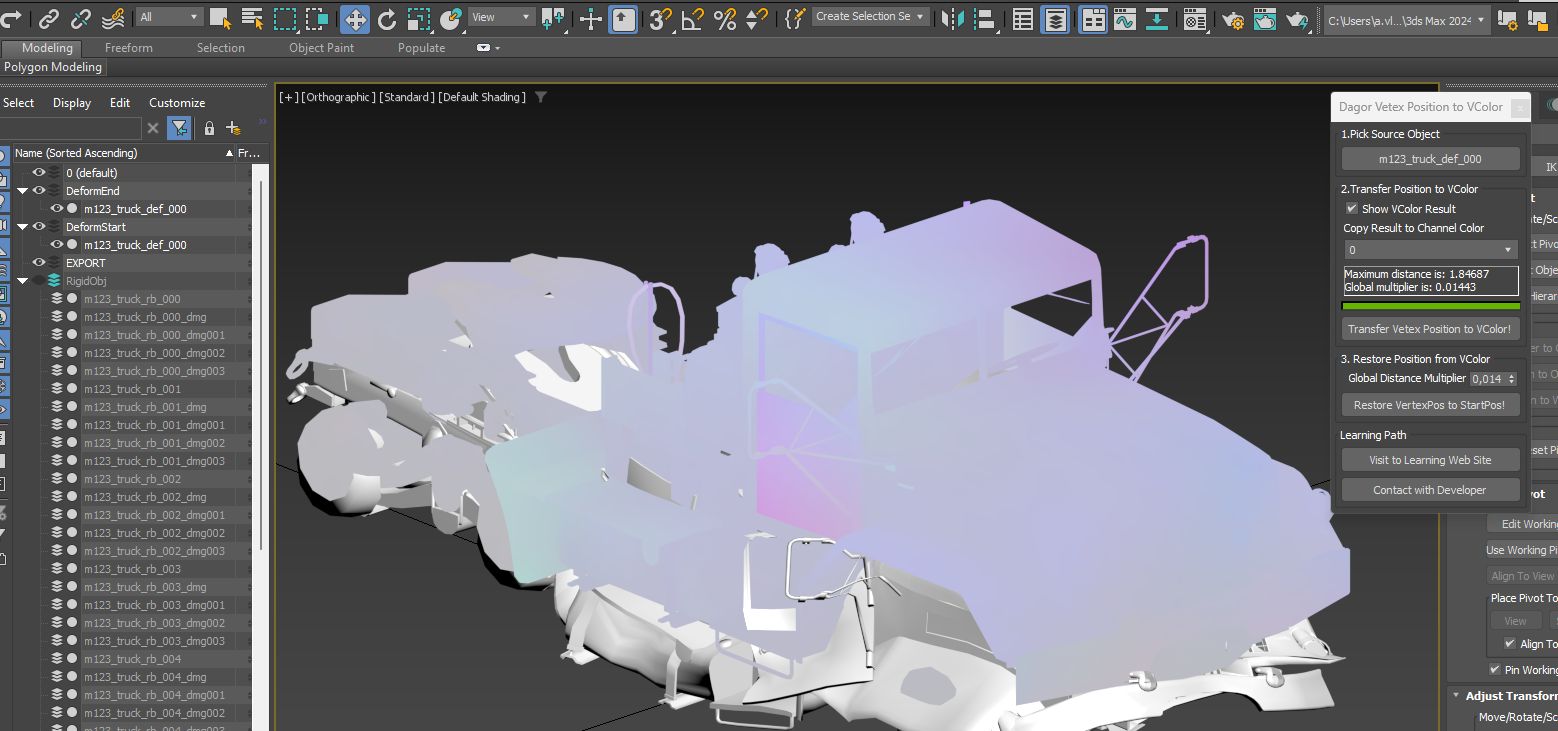 All
View
Create Selection Se
C:\Users\a.vl...\3ds Max 2024
Modeling
Freeform
Selection
Object Paint
Populate
Polygon Modeling
Select
Display
Edit
Customize
Name (Sorted Ascending)
Fr...
0 (default)
DeformEnd
m123_truck_def_000
DeformStart
m123_truck_def_000
EXPORT
RigidObj
m123_truck_rb_000
m123_truck_rb_000_dmg
m123_truck_rb_000_dmg001
m123_truck_rb_000_dmg002
m123_truck_rb_000_dmg003
m123_truck_rb_001
m123_truck_rb_001_dmg
m123_truck_rb_001_dmg001
m123_truck_rb_001_dmg002
m123_truck_rb_001_dmg003
m123_truck_rb_002
m123_truck_rb_002_dmg
m123_truck_rb_002_dmg001
m123_truck_rb_002_dmg002
m123_truck_rb_002_dmg003
m123_truck_rb_003
m123_truck_rb_003_dmg
m123_truck_rb_003_dmg001
m123_truck_rb_003_dmg002
m123_truck_rb_003_dmg003
m123_truck_rb_004
m123_truck_rb_004_dmg
m123_truck_rb_004_dmg001
m123_truck_rb_004_dmg002
[+] [Orthographic] [Standard] [Default Shading]
Dagor Vetex Position to VColor
1.Pick Source Object
m123_truck_def_000
2.Transfer Position to VColor
Show VColor Result
Copy Result to Channel Color
0
Maximum distance is: 1.84687
Global multiplier is: 0.01443
Transfer Vetex Position to VColor!
3. Restore Position from VColor
Global Distance Multiplier 0,014
Restore VertexPos to StartPos!
Learning Path
Visit to Learning Web Site
Contact with Developer
IK
Edit Working
Use Working Pi
Align To View
Place Pivot To
View
Align To
Pin Working
Adjust Transform
Move/Rotate/Sc